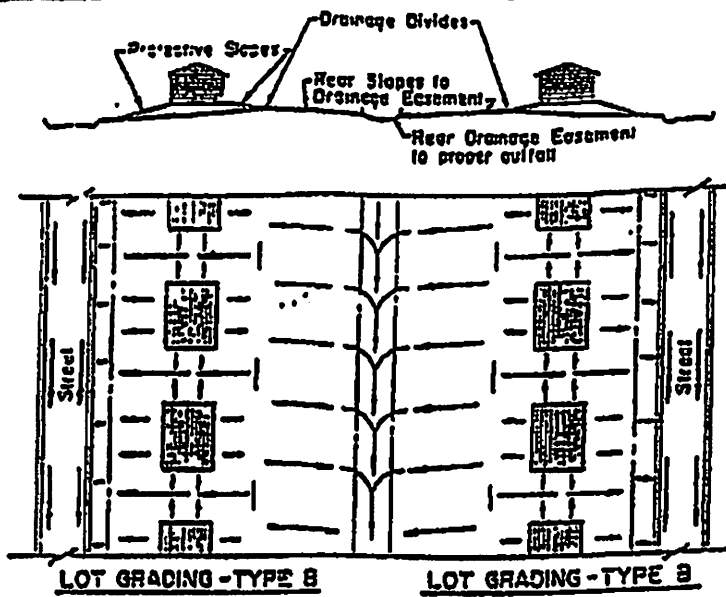 Drainage Divides
Protective Slopes
Rear Slopes to
Drainage Easement
Rear Drainage Easement
to proper outfall
Street
Street
LOT GRADING - TYPE B
LOT GRADING - TYPE B